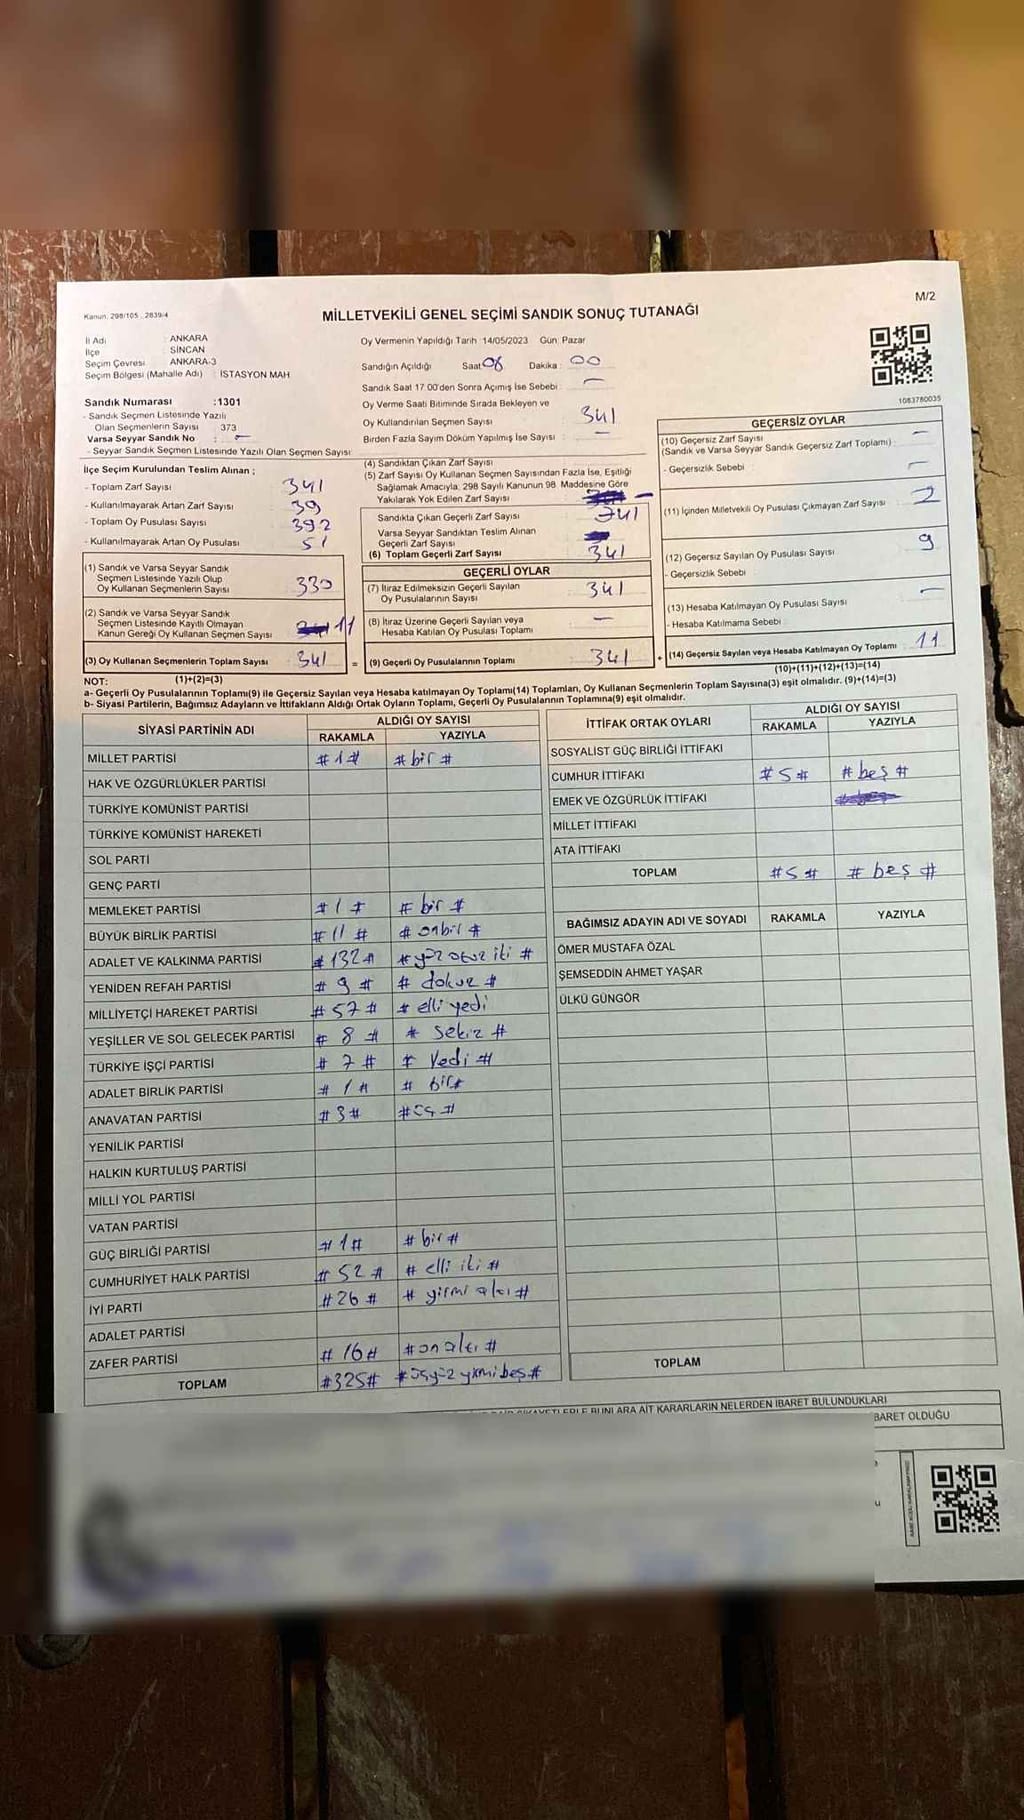 M/2
Kanun: 298/105 , 2839/4
MİLLETVEKİLİ GENEL SEÇİMİ SANDIK SONUÇ TUTANAĞI
İl Adı : ANKARA
İlçe : SİNCAN
Seçim Çevresi : ANKARA-3
Seçim Bölgesi (Mahalle Adı) : İSTASYON MAH.
Sandık Numarası :1301
- Sandık Seçmen Listesinde Yazılı
Olan Seçmenlerin Sayısı 373
Varsa Seyyar Sandık No : -
- Seyyar Sandık Seçmen Listesinde Yazılı Olan Seçmen Sayısı:
Oy Vermenin Yapıldığı Tarih 14/05/2023 Gün: Pazar
Sandığın Açıldığı Saat 08 Dakika : 00
Sandık Saat 17.00'den Sonra Açımış İse Sebebi : -
Oy Verme Saati Bitiminde Sırada Bekleyen ve
Oy Kullandırılan Seçmen Sayısı 341
Birden Fazla Sayım Döküm Yapılmış İse Sayısı -
1083780035
İlçe Seçim Kurulundan Teslim Alınan ;
- Toplam Zarf Sayısı 341
- Kullanılmayarak Artan Zarf Sayısı 39
- Toplam Oy Pusulası Sayısı 392
- Kullanılmayarak Artan Oy Pusulası 51
(1) Sandık ve Varsa Seyyar Sandık
Seçmen Listesinde Yazılı Olup
Oy Kullanan Seçmenlerin Sayısı 330
(2) Sandık ve Varsa Seyyar Sandık
Seçmen Listesinde Kayıtlı Olmayan
Kanun Gereği Oy Kullanan Seçmen Sayısı 11
(3) Oy Kullanan Seçmenlerin Toplam Sayısı 341 =
(1)+(2)=(3)
(4) Sandıktan Çıkan Zarf Sayısı
(5) Zarf Sayısı Oy Kullanan Seçmen Sayısından Fazla İse, Eşitliği
Sağlamak Amacıyla, 298 Sayılı Kanunun 98. Maddesine Göre
Yakılarak Yok Edilen Zarf Sayısı -
Sandıkta Çıkan Geçerli Zarf Sayısı 341
Varsa Seyyar Sandıktan Teslim Alınan
Geçerli Zarf Sayısı
(6) Toplam Geçerli Zarf Sayısı 341
GEÇERLİ OYLAR
(7) İtiraz Edilmeksizin Geçerli Sayılan
Oy Pusulalarının Sayısı 341
(8) İtiraz Üzerine Geçerli Sayılan veya
Hesaba Katılan Oy Pusulası Toplamı -
(9) Geçerli Oy Pusulalarının Toplamı 341 +
GEÇERSİZ OYLAR
(10) Geçersiz Zarf Sayısı -
(Sandık ve Varsa Seyyar Sandık Geçersiz Zarf Toplamı) :
- Geçersizlik Sebebi -
(11) İçinden Milletvekili Oy Pusulası Çıkmayan Zarf Sayısı 2
(12) Geçersiz Sayılan Oy Pusulası Sayısı 9
- Geçersizlik Sebebi
(13) Hesaba Katılmayan Oy Pusulası Sayısı -
- Hesaba Katılmama Sebebi
(14) Geçersiz Sayılan veya Hesaba Katılmayan Oy Toplamı 11
(10)+(11)+(12)+(13)=(14)
NOT:
a- Geçerli Oy Pusulalarının Toplamı(9) ile Geçersiz Sayılan veya Hesaba katılmayan Oy Toplamı(14) Toplamları, Oy Kullanan Seçmenlerin Toplam Sayısına(3) eşit olmalıdır. (9)+(14)=(3)
b- Siyasi Partilerin, Bağımsız Adayların ve İttifakların Aldığı Ortak Oyların Toplamı, Geçerli Oy Pusulalarının Toplamına(9) eşit olmalıdır.
SİYASİ PARTİNİN ADI ALDIĞI OY SAYISI
RAKAMLA YAZIYLA
MİLLET PARTİSİ #1# #bir#
HAK VE ÖZGÜRLÜKLER PARTİSİ
TÜRKİYE KOMÜNİST PARTİSİ
TÜRKİYE KOMÜNİST HAREKETİ
SOL PARTİ
GENÇ PARTİ
MEMLEKET PARTİSİ #1# #bir#
BÜYÜK BİRLİK PARTİSİ #11# #onbir#
ADALET VE KALKINMA PARTİSİ #132# #yüz otuz iki#
YENİDEN REFAH PARTİSİ #9# #dokuz#
MİLLİYETÇİ HAREKET PARTİSİ #57# #elli yedi
YEŞİLLER VE SOL GELECEK PARTİSİ #8# #sekiz#
TÜRKİYE İŞÇİ PARTİSİ #7# #Yedi#
ADALET BİRLİK PARTİSİ #1# #bir#
ANAVATAN PARTİSİ #3# #üç#
YENİLİK PARTİSİ
HALKIN KURTULUŞ PARTİSİ
MİLLİ YOL PARTİSİ
VATAN PARTİSİ
GÜÇ BİRLİĞİ PARTİSİ #1# #bir#
CUMHURİYET HALK PARTİSİ #52# #elli iki#
İYİ PARTİ #26# #yirmi altı#
ADALET PARTİSİ
ZAFER PARTİSİ #16# #on altı#
TOPLAM #325# #üçyüz yirmibeş#
İTTİFAK ORTAK OYLARI ALDIĞI OY SAYISI
RAKAMLA YAZIYLA
SOSYALİST GÜÇ BİRLİĞİ İTTİFAKI
CUMHUR İTTİFAKI #5# #beş#
EMEK VE ÖZGÜRLÜK İTTİFAKI
MİLLET İTTİFAKI
ATA İTTİFAKI
TOPLAM #5# #beş#
BAĞIMSIZ ADAYIN ADI VE SOYADI RAKAMLA YAZIYLA
ÖMER MUSTAFA ÖZAL
ŞEMSEDDİN AHMET YAŞAR
ÜLKÜ GÜNGÖR
TOPLAM
BUNLARA AİT KARARLARIN NELERDEN İBARET BULUNDUKLARI
BARET OLDUĞU